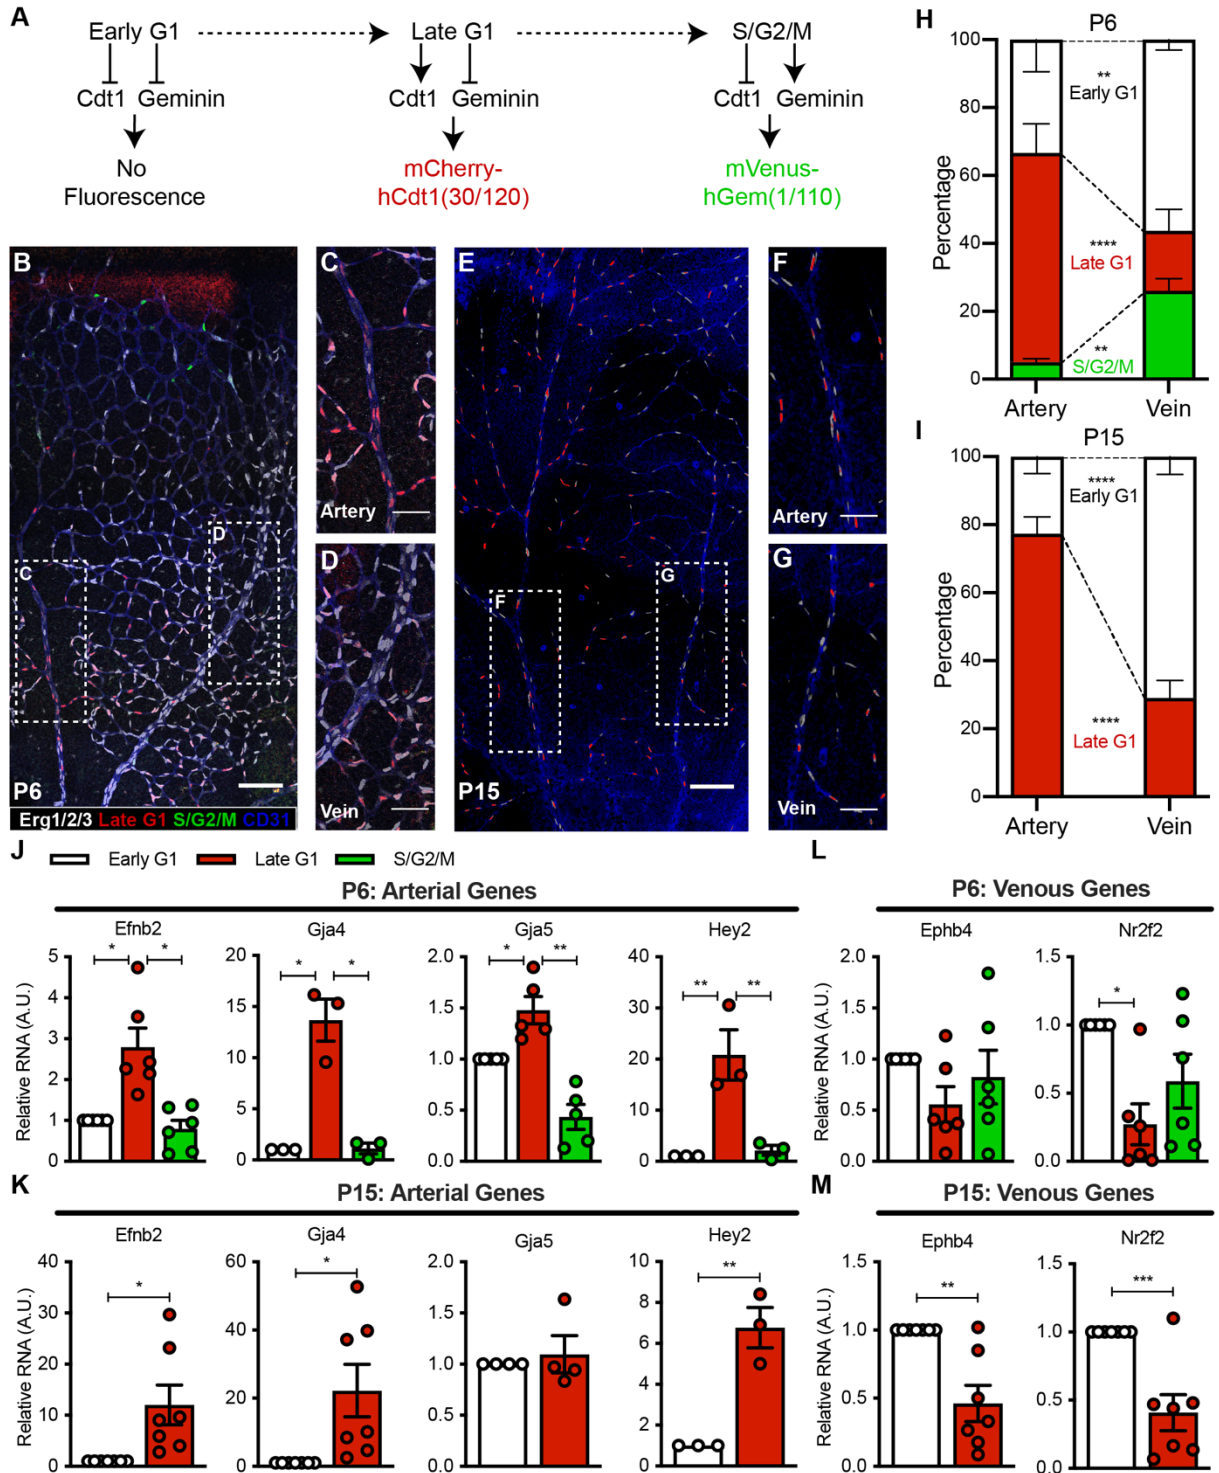 A
Early G1
Late G1
S/G2/M
Cdt1 Geminin
Cdt1 Geminin
Cdt1 Geminin
No
Fluorescence
mCherry-
hCdt1(30/120)
mVenus-
hGem(1/110)
H
P6
100
80
60
40
20
0
Percentage
**
Early G1
****
Late G1
**
S/G2/M
Artery
Vein
B
C
D
P6
Erg1/2/3 Late G1 S/G2/M CD31
C
Artery
D
Vein
E
F
G
P15
F
Artery
G
Vein
I
P15
100
80
60
40
20
0
Percentage
****
Early G1
****
Late G1
Artery
Vein
J
Early G1
Late G1
S/G2/M
P6: Arterial Genes
Relative RNA (A.U.)
Efnb2
5
4
3
2
1
0
*
*
Gja4
20
15
10
5
0
*
*
Gja5
2.0
1.5
1.0
0.5
0.0
*
**
Hey2
40
30
20
10
0
**
**
L
P6: Venous Genes
Relative RNA (A.U.)
Ephb4
2.0
1.5
1.0
0.5
0.0
Nr2f2
1.5
1.0
0.5
0.0
*
K
P15: Arterial Genes
Relative RNA (A.U.)
Efnb2
40
30
20
10
0
*
Gja4
60
40
20
0
*
Gja5
2.0
1.5
1.0
0.5
0.0
Hey2
10
8
6
4
2
0
**
M
P15: Venous Genes
Relative RNA (A.U.)
Ephb4
1.5
1.0
0.5
0.0
**
Nr2f2
1.5
1.0
0.5
0.0
***